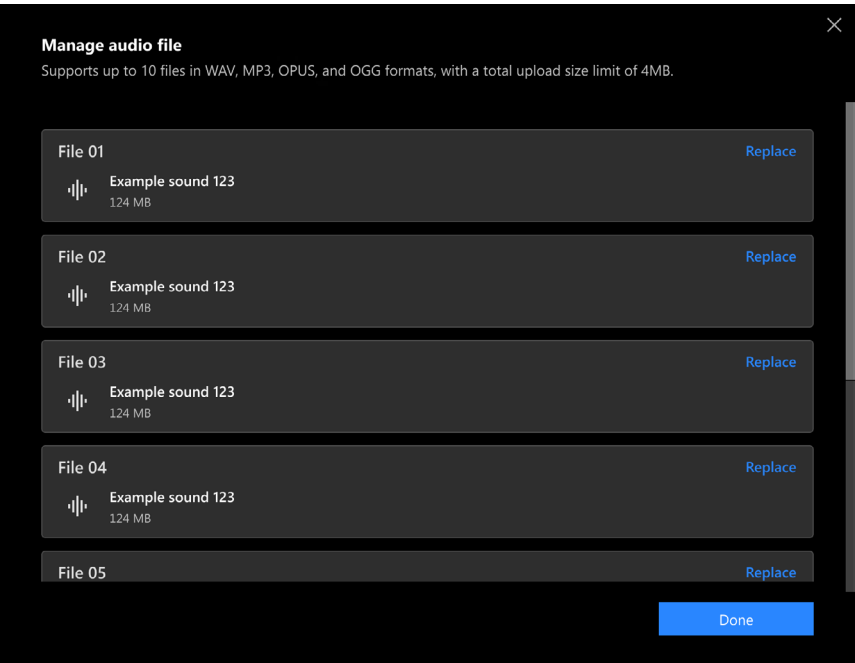 Manage audio file
Supports up to 10 files in WAV, MP3, OPUS, and OGG formats, with a total upload size limit of 4MB.
File 01
Replace
Example sound 123
124 MB
File 02
Replace
Example sound 123
124 MB
File 03
Replace
Example sound 123
124 MB
File 04
Replace
Example sound 123
124 MB
File 05
Replace
Done